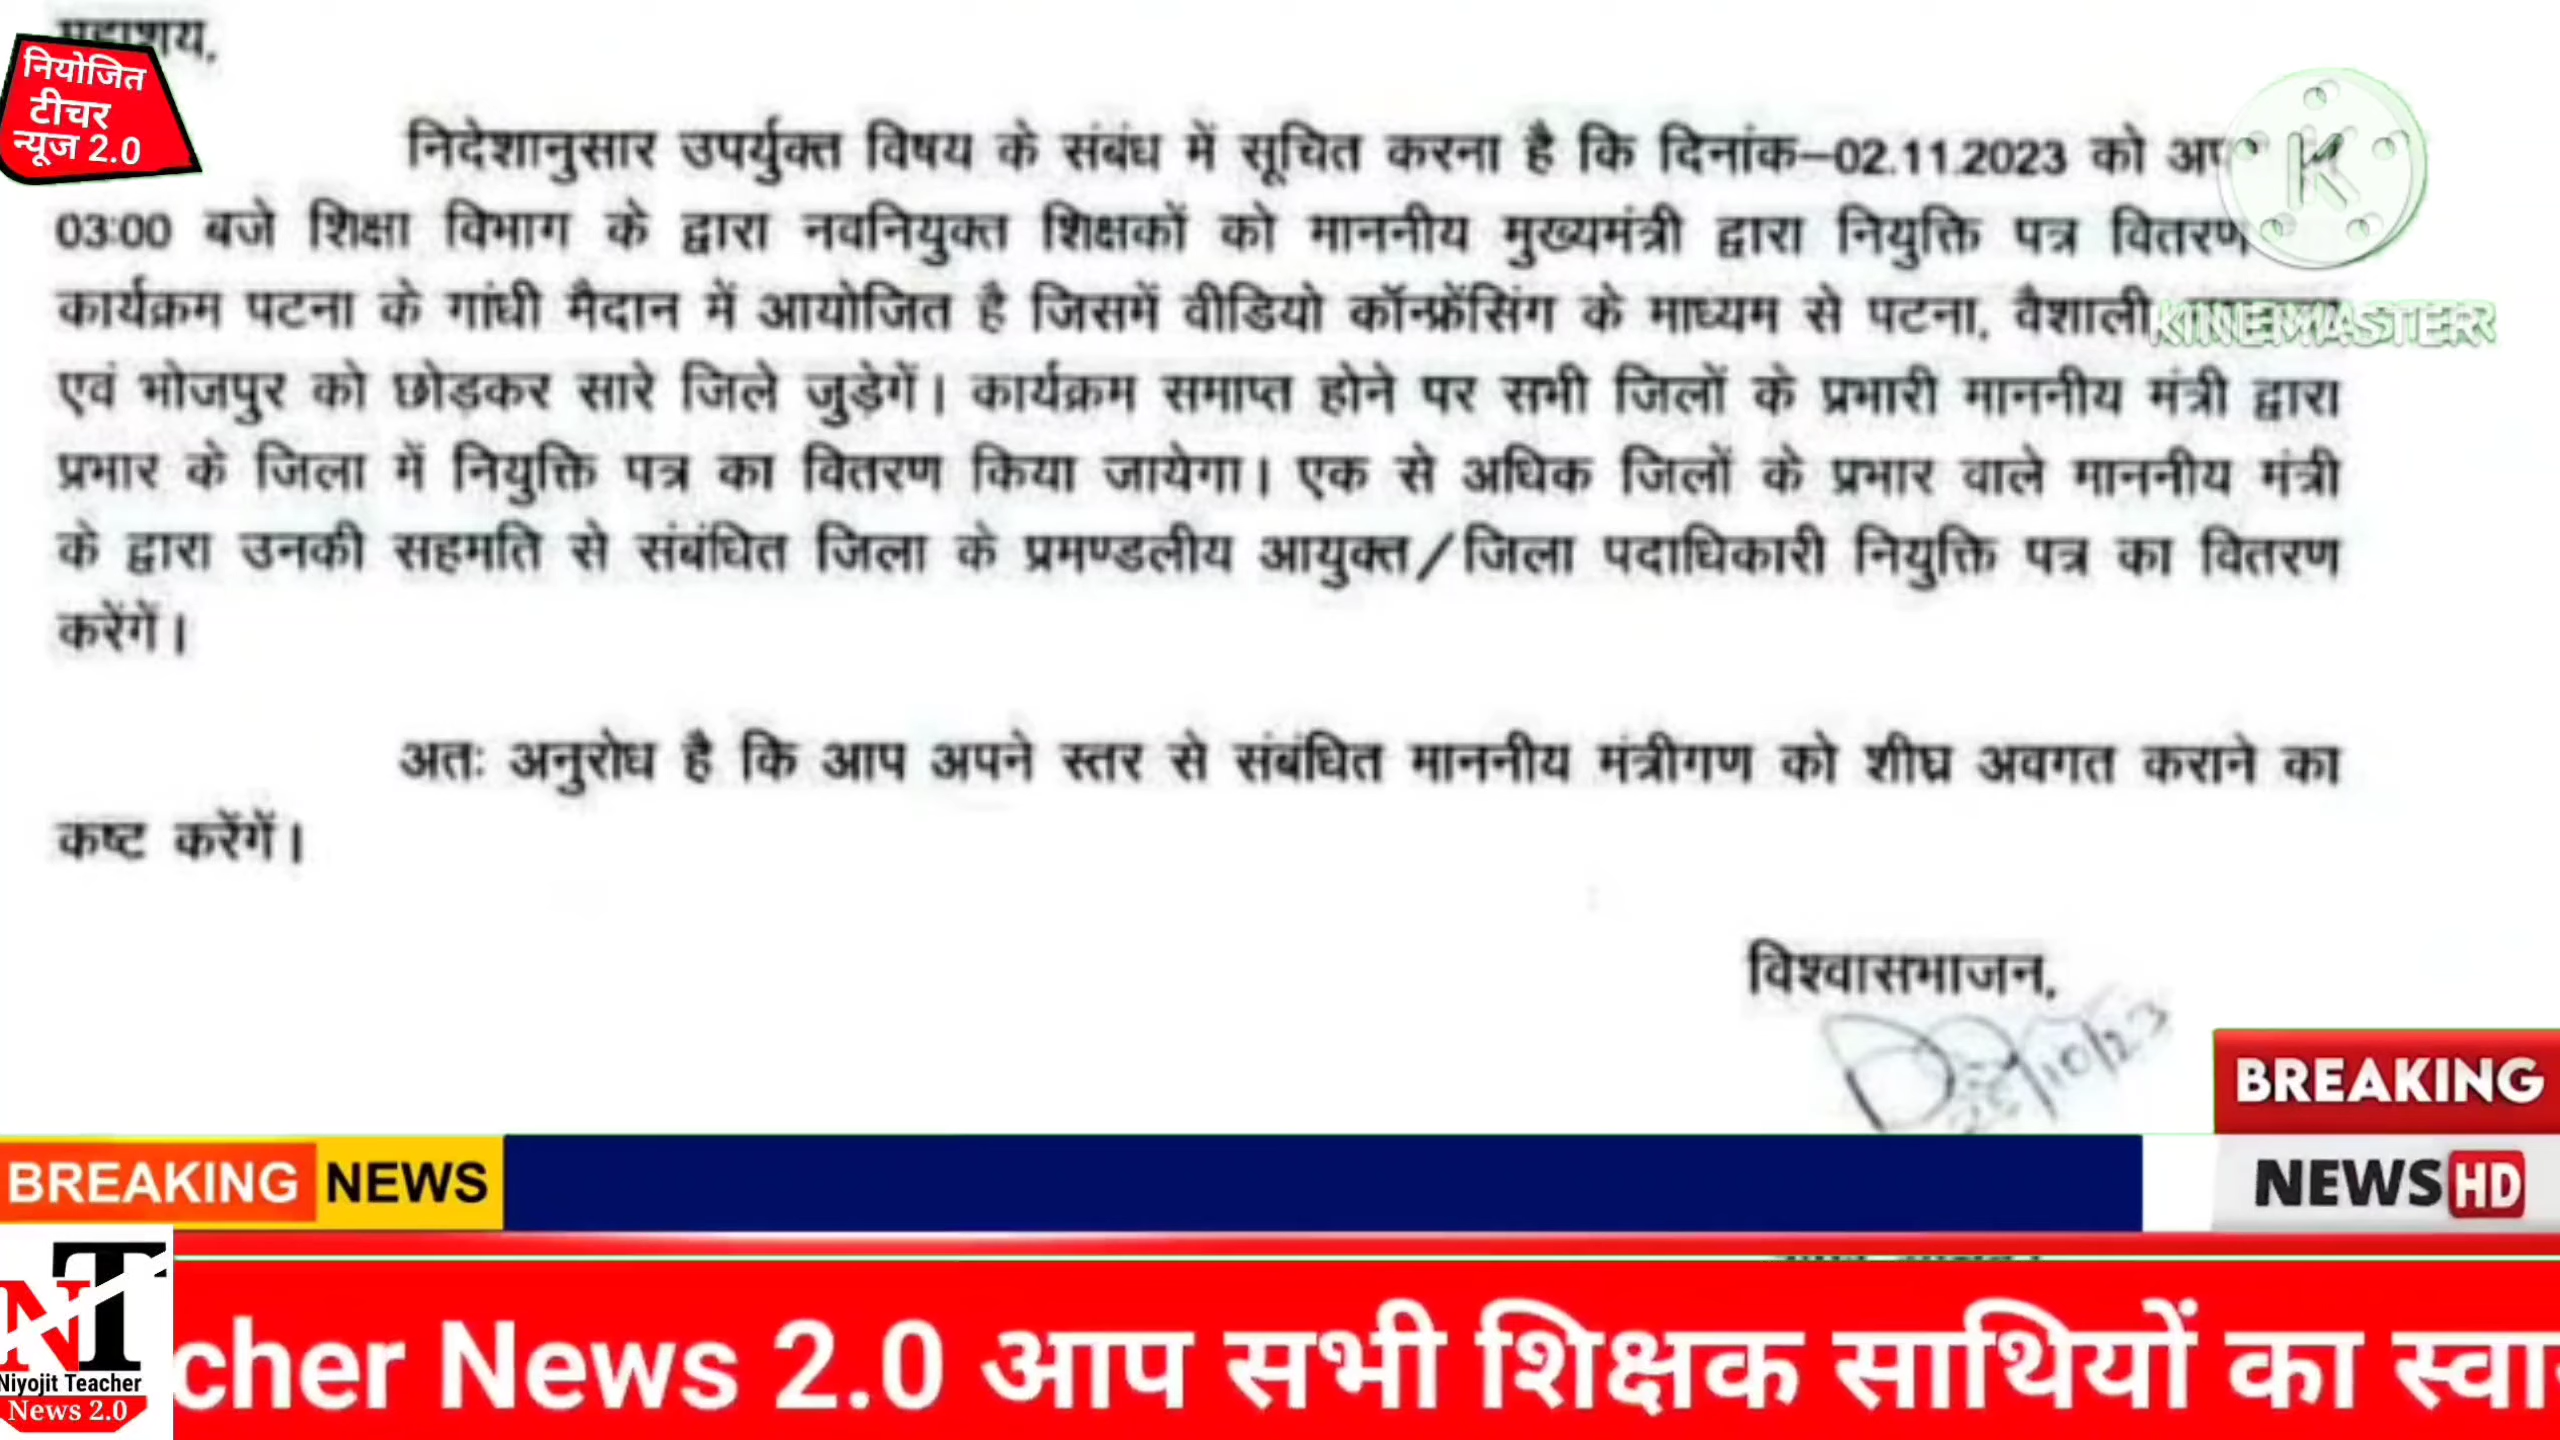 नियोजित
टीचर
न्यूज 2.0
निदेशानुसार उपर्युक्त विषय के संबंध में सूचित करना है कि दिनांक–02.11.2023 को
03:00 बजे शिक्षा विभाग के द्वारा नवनियुक्त शिक्षकों को माननीय मुख्यमंत्री द्वारा नियुक्ति पत्र वितरण
कार्यक्रम पटना के गांधी मैदान में आयोजित है जिसमें वीडियो कॉन्फ्रेंसिंग के माध्यम से पटना, वैशाली,
एवं भोजपुर को छोड़कर सारे जिले जुड़ेगें। कार्यक्रम समाप्त होने पर सभी जिलों के प्रभारी माननीय मंत्री द्वारा
प्रभार के जिला में नियुक्ति पत्र का वितरण किया जायेगा। एक से अधिक जिलों के प्रभार वाले माननीय मंत्री
के द्वारा उनकी सहमति से संबंधित जिला के प्रमण्डलीय आयुक्त/जिला पदाधिकारी नियुक्ति पत्र का वितरण
करेंगें।
अतः अनुरोध है कि आप अपने स्तर से संबंधित माननीय मंत्रीगण को शीघ्र अवगत कराने का
कष्ट करेंगें।
विश्वासभाजन,
K
KINEMASTER
BREAKING
NEWS HD
BREAKING NEWS
NT
Niyojit Teacher
News 2.0
cher News 2.0 आप सभी शिक्षक साथियों का